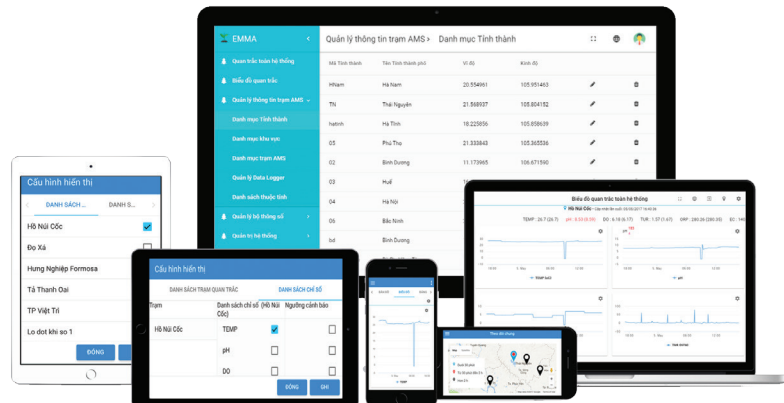 EMMA
Quan trắc toàn hệ thống
Biểu đồ quan trắc
Quản lý thông tin trạm AMS
Danh mục Tỉnh thành
Danh mục khu vực
Danh mục trạm AMS
Quản lý Data Logger
Danh sách thuộc tính
Quản lý bộ thông số
Quản trị hệ thống
Quản lý thông tin trạm AMS > Danh mục Tỉnh thành
Mã Tỉnh thành Tên Tỉnh thành phố Vĩ độ Kinh độ
HNam Hà Nam 20.554961 105.951463
TN Thái Nguyên 21.568937 105.804152
hatinh Hà Tĩnh 18.225856 105.858639
05 Phú Thọ 21.333843 105.365536
02 Bình Dương 11.173965 106.671590
03 Huế
04 Hà Nội
06 Bắc Ninh
bd Bình Dương
Cấu hình hiển thị
DANH SÁCH ... DANH S...
Hồ Núi Cốc
Đọ Xá
Hưng Nghiệp Formosa
Tả Thanh Oai
TP Việt Trì
Lo dot khi so 1
ĐÓNG
Cấu hình hiển thị
DANH SÁCH TRẠM QUAN TRẮC DANH SÁCH CHỈ SỐ
Trạm Danh sách chỉ số (Hồ Núi Cốc) Ngưỡng cảnh báo
Hồ Núi Cốc TEMP
pH
DO
ĐÓNG GHI
TEMP
Theo dõi chung
Biểu đồ quan trắc toàn hệ thống
Hồ Núi Cốc
TEMP
pH